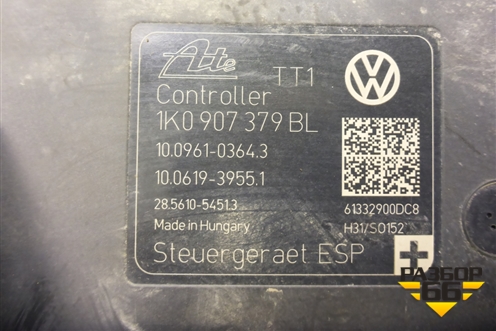 Ate TT1
Controller
1K0 907 379 BL
10.0961-0364.3
10.0619-3955.1
28.5610-5451.3
61332900DC8
Made in Hungary
H31/SO152
Steuergeraet ESP
РАЗБОР
66